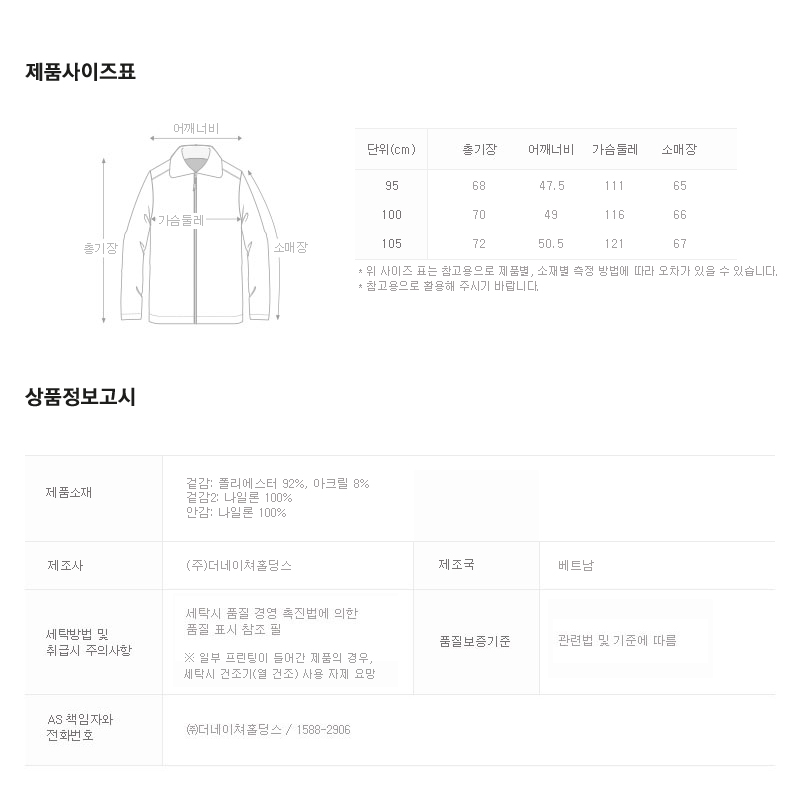 제품사이즈표
어깨너비
가슴둘레
총기장
소매장
단위(cm) 총기장 어깨너비 가슴둘레 소매장
95 68 47.5 111 65
100 70 49 116 66
105 72 50.5 121 67
* 위 사이즈 표는 참고용으로 제품별, 소재별 측정 방법에 따라 오차가 있을 수 있습니다.
* 참고용으로 활용해 주시기 바랍니다.
상품정보고시
제품소재
겉감: 폴리에스터 92%, 아크릴 8%
겉감2: 나일론 100%
안감: 나일론 100%
제조사
(주)더네이쳐홀딩스
제조국
베트남
세탁방법 및
취급시 주의사항
세탁시 품질 경영 촉진법에 의한
품질 표시 참조 필
※ 일부 프린팅이 들어간 제품의 경우,
세탁시 건조기(열 건조) 사용 자제 요망
품질보증기준
관련법 및 기준에 따름
AS 책임자와
전화번호
㈜더네이쳐홀딩스 / 1588-2906